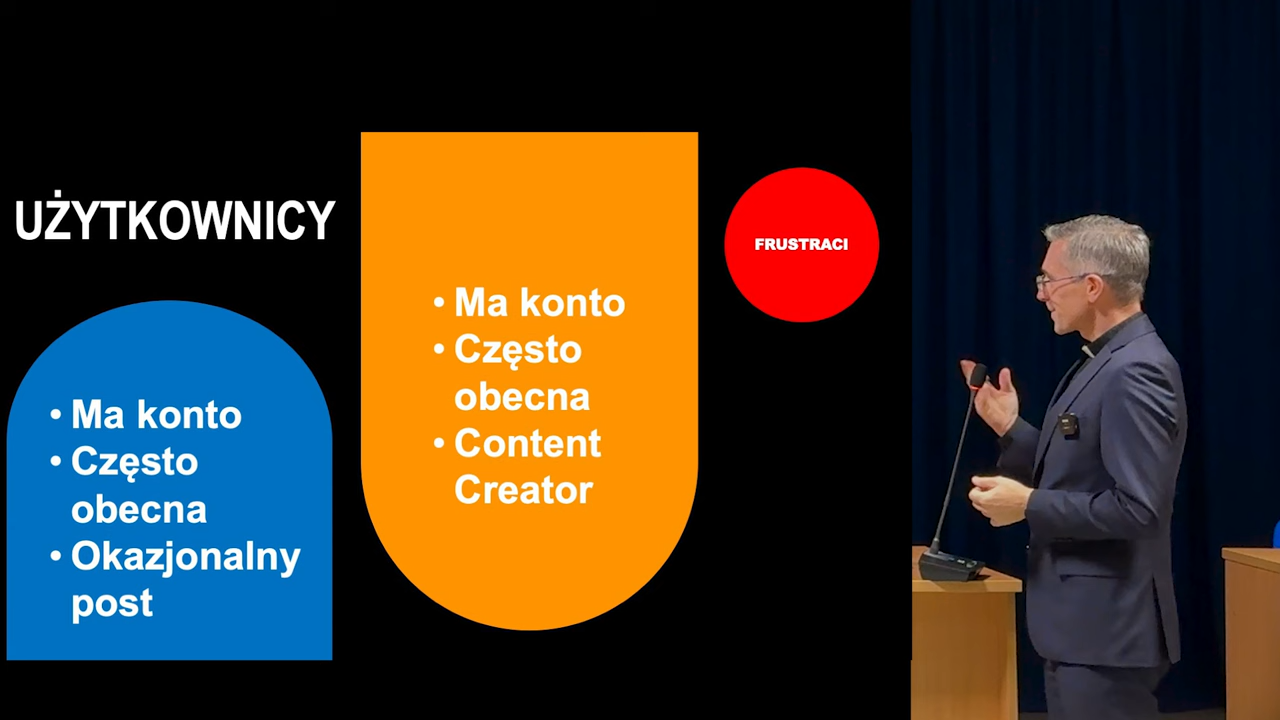 UŻYTKOWNICY
• Ma konto
• Często
obecna
• Okazjonalny
post
• Ma konto
• Często
obecna
• Content
Creator
FRUSTRACI